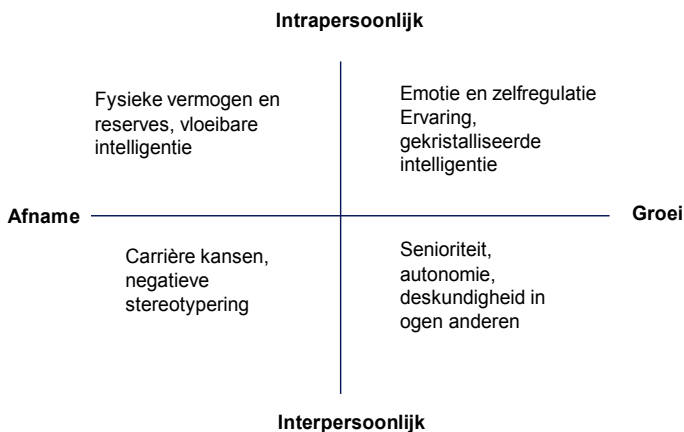 Intrapersoonlijk
Fysieke vermogen en
reserves, vloeibare
intelligentie
Emotie en zelfregulatie
Ervaring,
gekristalliseerde
intelligentie
Afname
Groei
Carrière kansen,
negatieve
stereotypering
Senioriteit,
autonomie,
deskundigheid in
ogen anderen
Interpersoonlijk